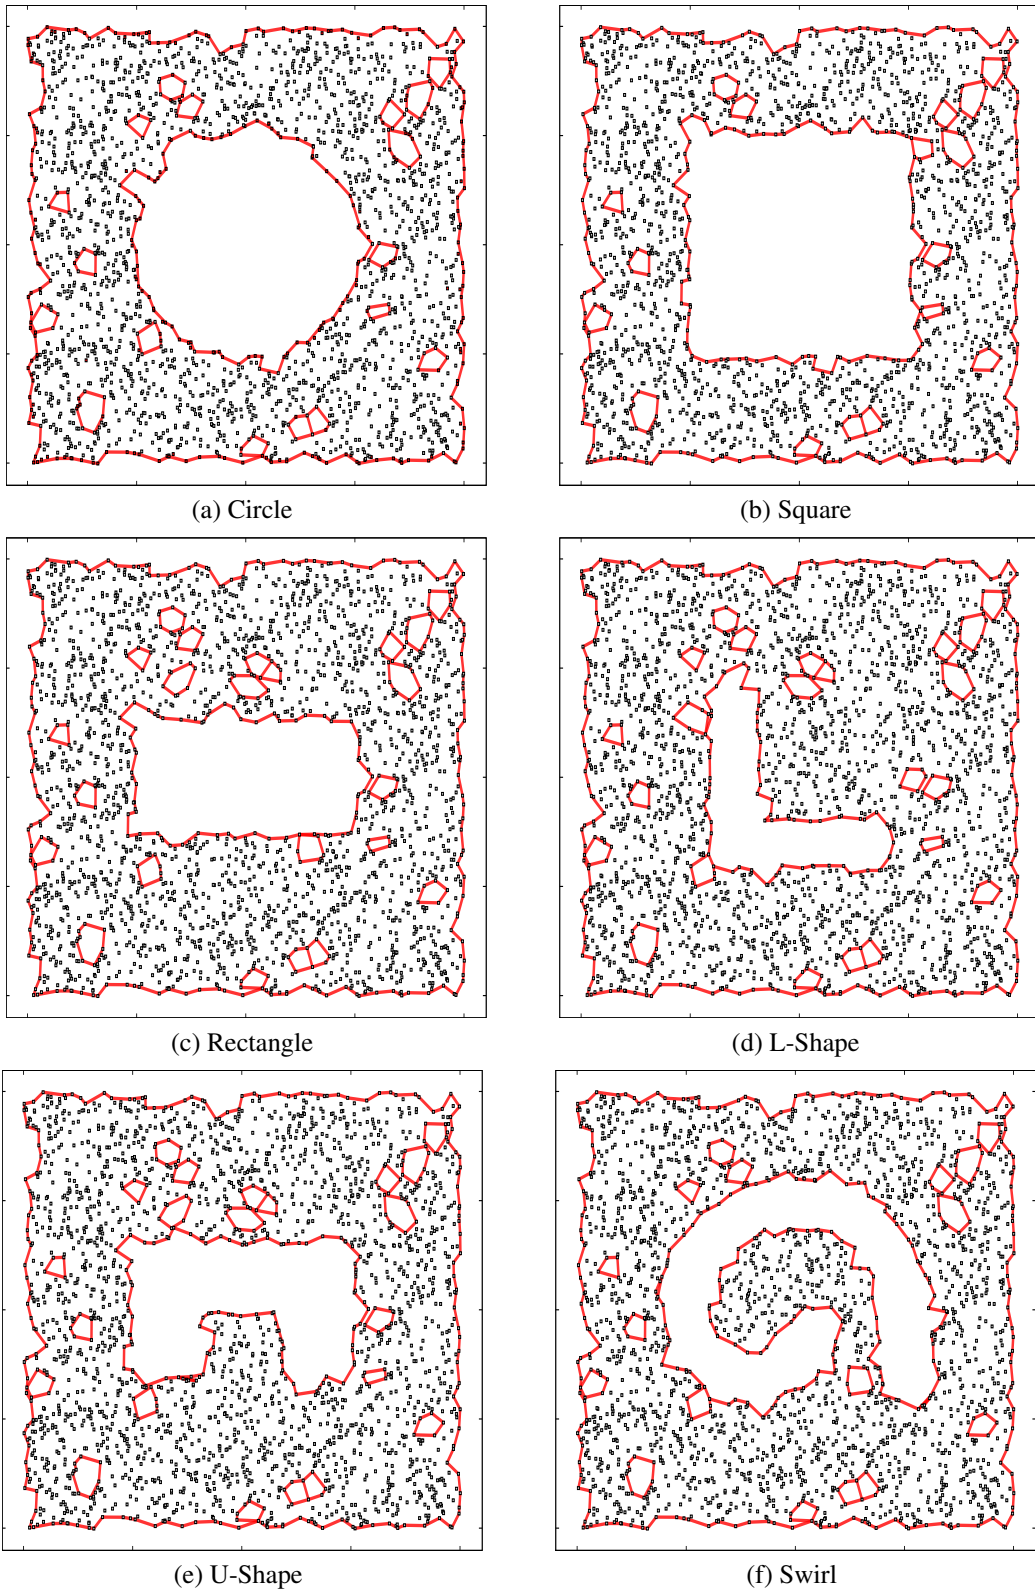 (a) Circle
(b) Square
(c) Rectangle
(d) L-Shape
(e) U-Shape
(f) Swirl